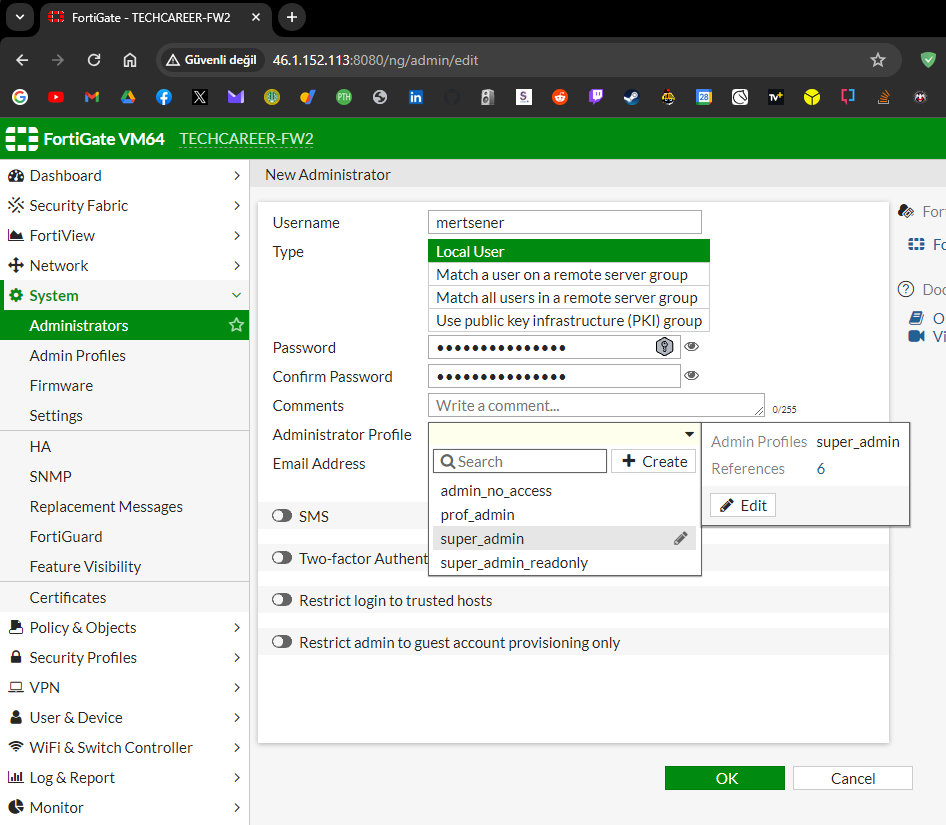 FortiGate - TECHCAREER-FW2
Güvenli değil 46.1.152.113:8080/ng/admin/edit
FortiGate VM64 TECHCAREER-FW2
Dashboard
Security Fabric
FortiView
Network
System
Administrators
Admin Profiles
Firmware
Settings
HA
SNMP
Replacement Messages
FortiGuard
Feature Visibility
Certificates
Policy & Objects
Security Profiles
VPN
User & Device
WiFi & Switch Controller
Log & Report
Monitor
New Administrator
Username mertsener
Type Local User
Match a user on a remote server group
Match all users in a remote server group
Use public key infrastructure (PKI) group
Password ●●●●●●●●●●●●●●●
Confirm Password ●●●●●●●●●●●●●●●
Comments Write a comment... 0/255
Administrator Profile
Email Address
Search Create
admin_no_access
prof_admin
super_admin
super_admin_readonly
Admin Profiles super_admin
References 6
Edit
SMS
Two-factor Authent
Restrict login to trusted hosts
Restrict admin to guest account provisioning only
OK Cancel
For
Fo
Doc
O
Vi